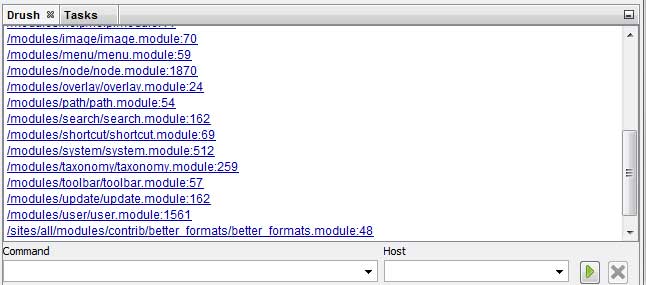 Drush Tasks
/modules/image/image.module:70
/modules/menu/menu.module:59
/modules/node/node.module:1870
/modules/overlay/overlay.module:24
/modules/path/path.module:54
/modules/search/search.module:162
/modules/shortcut/shortcut.module:69
/modules/system/system.module:512
/modules/taxonomy/taxonomy.module:259
/modules/toolbar/toolbar.module:57
/modules/update/update.module:162
/modules/user/user.module:1561
/sites/all/modules/contrib/better_formats/better_formats.module:48
Command Host